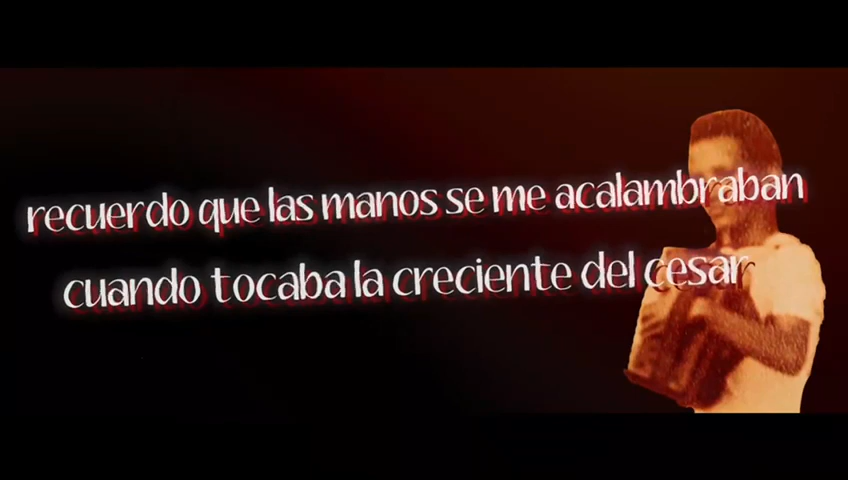 recuerdo que las manos se me acalambraban
cuando tocaba la creciente del cesar